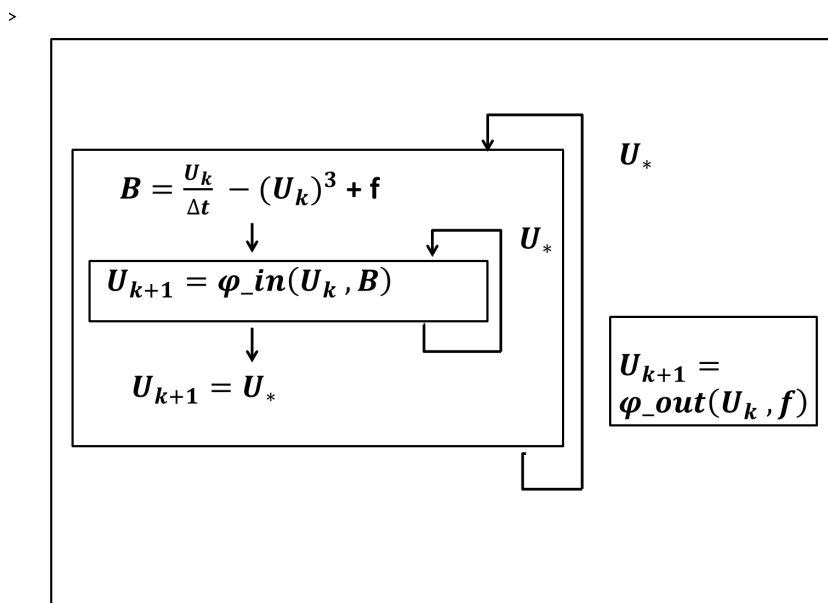 >
U_*
B = U_k/Δt − (U_k)^3 + f
U_*
U_{k+1} = φ_in(U_k , B)
U_{k+1} =
φ_out(U_k , f)
U_{k+1} = U_*